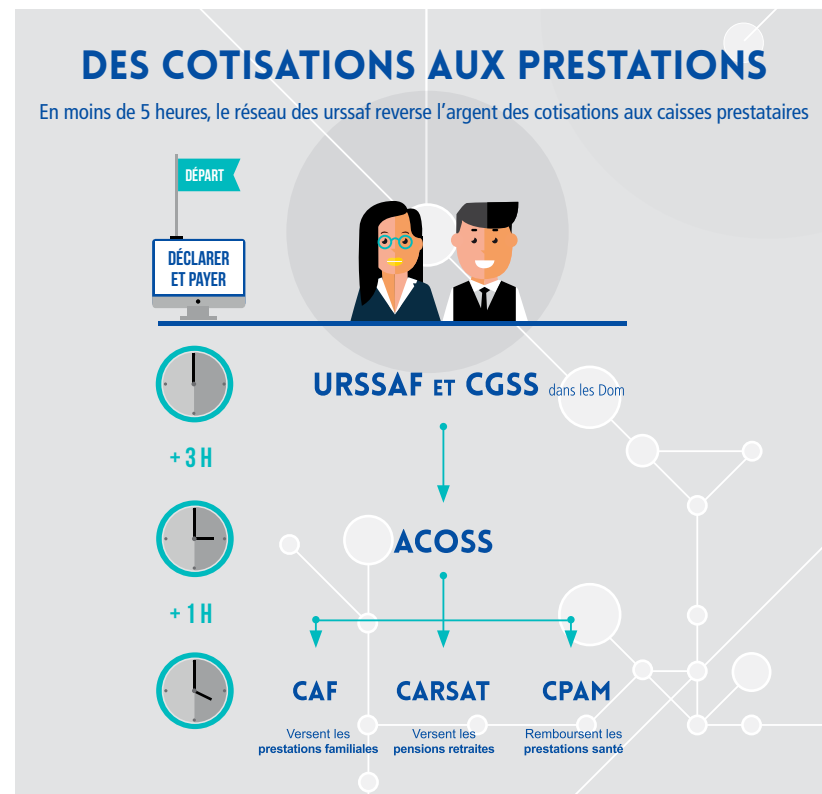 DES COTISATIONS AUX PRESTATIONS
En moins de 5 heures, le réseau des urssaf reverse l'argent des cotisations aux caisses prestataires
DÉPART
DÉCLARER
ET PAYER
URSSAF ET CGSS dans les Dom
+ 3 H
ACOSS
+ 1 H
CAF
CARSAT
CPAM
Versent les
prestations familiales
Versent les
pensions retraites
Remboursent les
prestations santé